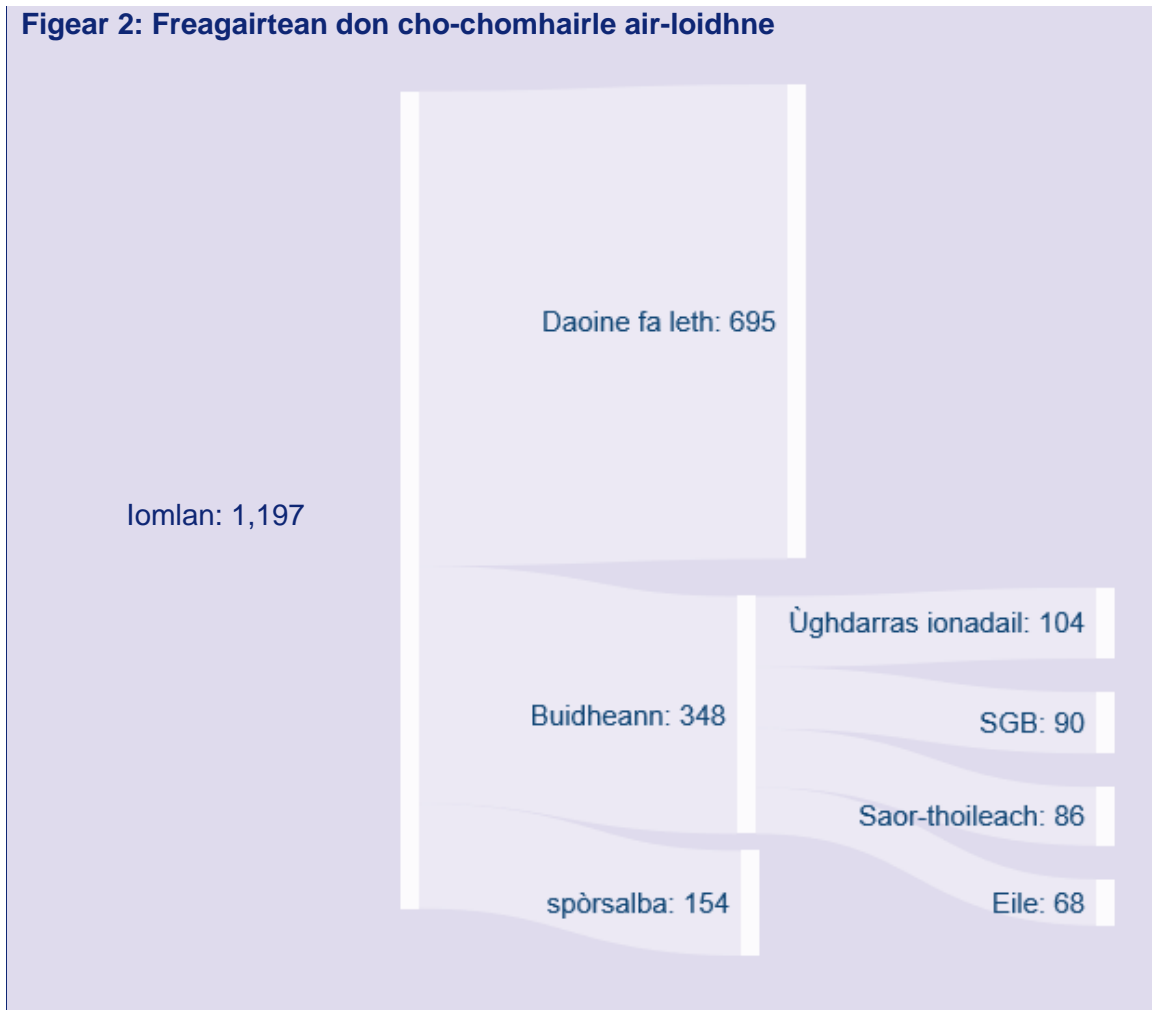 Figear 2: Freagairtean don cho-chomhairle air-loidhne
Daoine fa leth: 695
Iomlan: 1,197
Ùghdarras ionadail: 104
Buidheann: 348
SGB: 90
Saor-thoileach: 86
spòrsalba: 154
Eile: 68